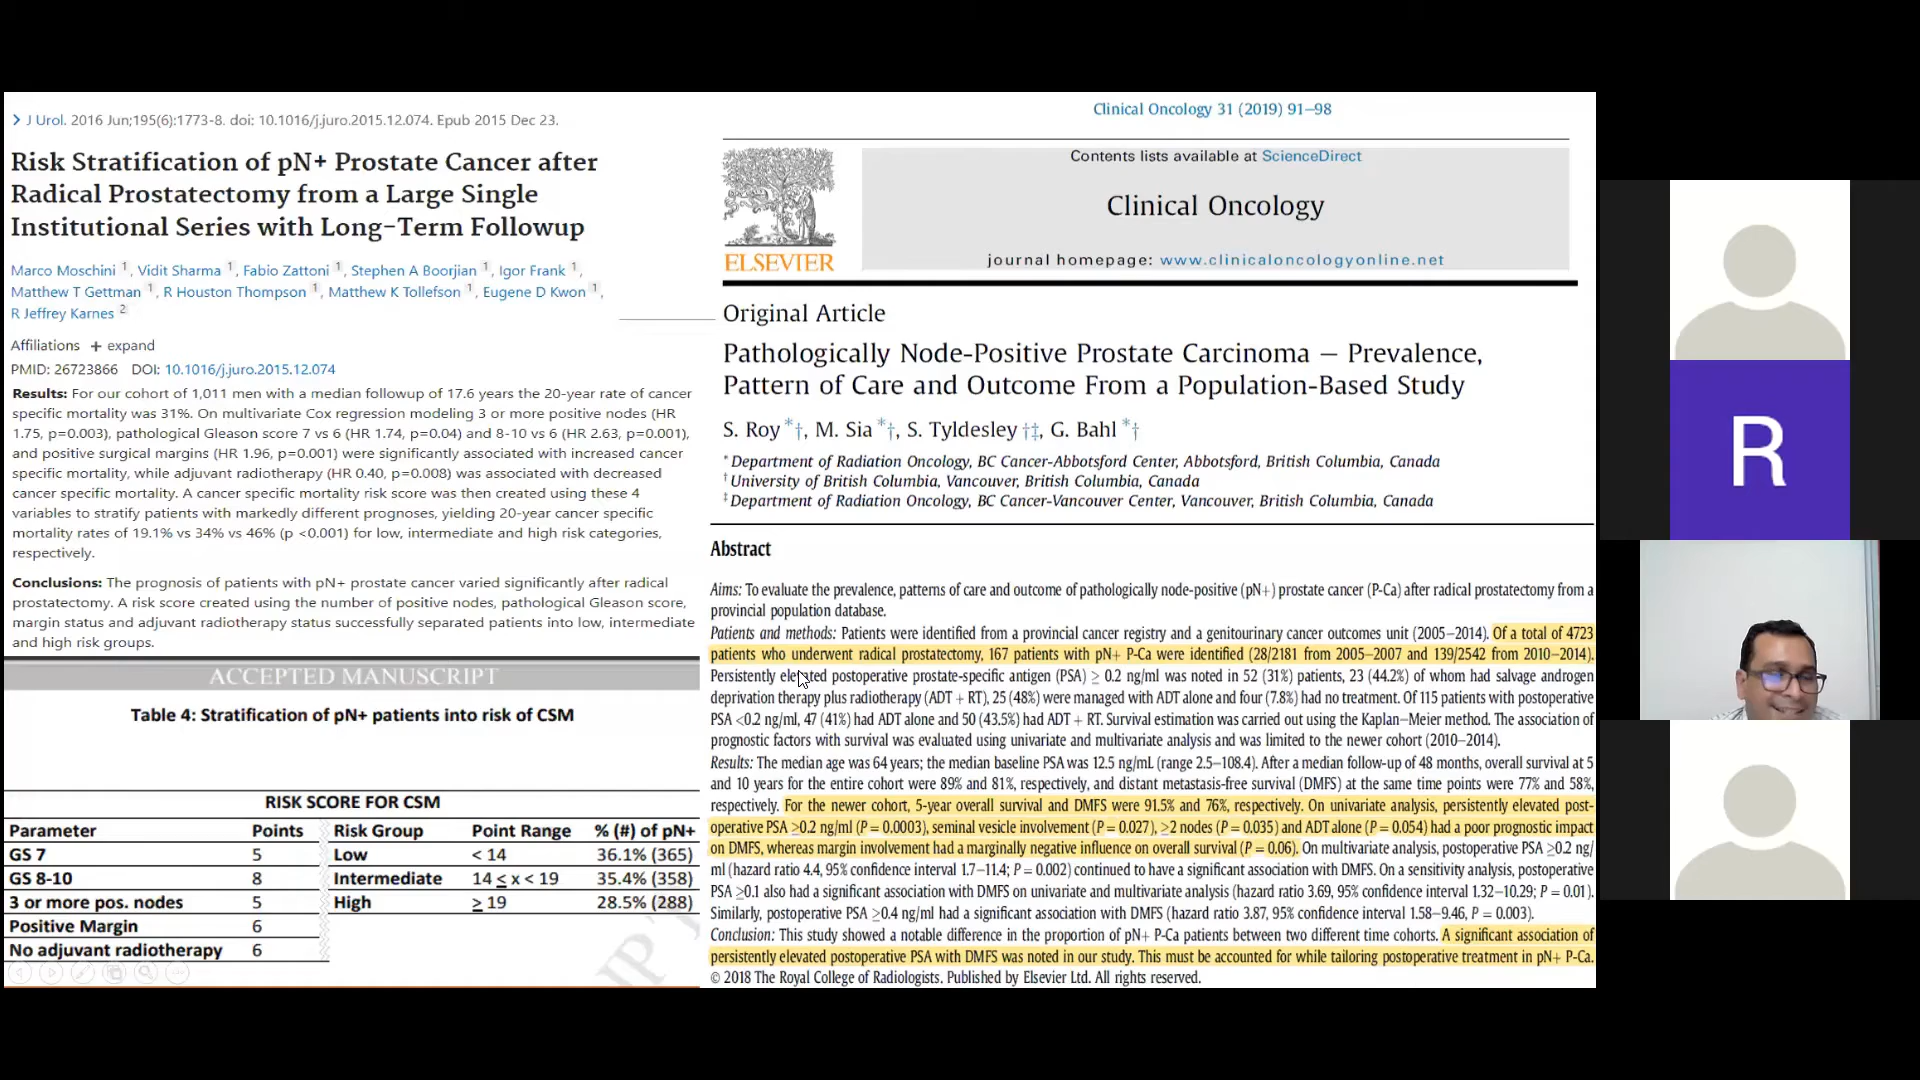 > J Urol. 2016 Jun;195(6):1773-8. doi: 10.1016/j.juro.2015.12.074. Epub 2015 Dec 23.
Risk Stratification of pN+ Prostate Cancer after
Radical Prostatectomy from a Large Single
Institutional Series with Long-Term Followup
Marco Moschini 1, Vidit Sharma 1, Fabio Zattoni 1, Stephen A Boorjian 1, Igor Frank 1,
Matthew T Gettman 1, R Houston Thompson 1, Matthew K Tollefson 1, Eugene D Kwon 1,
R Jeffrey Karnes 2
Affiliations + expand
PMID: 26723866 DOI: 10.1016/j.juro.2015.12.074
Results: For our cohort of 1,011 men with a median followup of 17.6 years the 20-year rate of cancer
specific mortality was 31%. On multivariate Cox regression modeling 3 or more positive nodes (HR
1.75, p=0.003), pathological Gleason score 7 vs 6 (HR 1.74, p=0.04) and 8-10 vs 6 (HR 2.63, p=0.001),
and positive surgical margins (HR 1.96, p=0.001) were significantly associated with increased cancer
specific mortality, while adjuvant radiotherapy (HR 0.40, p=0.008) was associated with decreased
cancer specific mortality. A cancer specific mortality risk score was then created using these 4
variables to stratify patients with markedly different prognoses, yielding 20-year cancer specific
mortality rates of 19.1% vs 34% vs 46% (p <0.001) for low, intermediate and high risk categories,
respectively.
Conclusions: The prognosis of patients with pN+ prostate cancer varied significantly after radical
prostatectomy. A risk score created using the number of positive nodes, pathological Gleason score,
margin status and adjuvant radiotherapy status successfully separated patients into low, intermediate
and high risk groups.
ACCEPTED MANUSCRIPT
Table 4: Stratification of pN+ patients into risk of CSM
RISK SCORE FOR CSM
Parameter Points Risk Group Point Range % (#) of pN+
GS 7 5 Low < 14 36.1% (365)
GS 8-10 8 Intermediate 14 ≤ x < 19 35.4% (358)
3 or more pos. nodes 5 High ≥ 19 28.5% (288)
Positive Margin 6
No adjuvant radiotherapy 6
Clinical Oncology 31 (2019) 91–98
Contents lists available at ScienceDirect
Clinical Oncology
ELSEVIER
journal homepage: www.clinicaloncologyonline.net
Original Article
Pathologically Node-Positive Prostate Carcinoma – Prevalence,
Pattern of Care and Outcome From a Population-Based Study
S. Roy *†, M. Sia *†, S. Tyldesley †‡, G. Bahl *†
* Department of Radiation Oncology, BC Cancer-Abbotsford Center, Abbotsford, British Columbia, Canada
† University of British Columbia, Vancouver, British Columbia, Canada
‡ Department of Radiation Oncology, BC Cancer-Vancouver Center, Vancouver, British Columbia, Canada
Abstract
Aims: To evaluate the prevalence, patterns of care and outcome of pathologically node-positive (pN+) prostate cancer (P-Ca) after radical prostatectomy from a
provincial population database.
Patients and methods: Patients were identified from a provincial cancer registry and a genitourinary cancer outcomes unit (2005–2014). Of a total of 4723
patients who underwent radical prostatectomy, 167 patients with pN+ P-Ca were identified (28/2181 from 2005–2007 and 139/2542 from 2010–2014).
Persistently elevated postoperative prostate-specific antigen (PSA) ≥ 0.2 ng/ml was noted in 52 (31%) patients, 23 (44.2%) of whom had salvage androgen
deprivation therapy plus radiotherapy (ADT + RT), 25 (48%) were managed with ADT alone and four (7.8%) had no treatment. Of 115 patients with postoperative
PSA <0.2 ng/ml, 47 (41%) had ADT alone and 50 (43.5%) had ADT + RT. Survival estimation was carried out using the Kaplan–Meier method. The association of
prognostic factors with survival was evaluated using univariate and multivariate analysis and was limited to the newer cohort (2010–2014).
Results: The median age was 64 years; the median baseline PSA was 12.5 ng/mL (range 2.5–108.4). After a median follow-up of 48 months, overall survival at 5
and 10 years for the entire cohort were 89% and 81%, respectively, and distant metastasis-free survival (DMFS) at the same time points were 77% and 58%,
respectively. For the newer cohort, 5-year overall survival and DMFS were 91.5% and 76%, respectively. On univariate analysis, persistently elevated post-
operative PSA ≥0.2 ng/ml (P = 0.0003), seminal vesicle involvement (P = 0.027), ≥2 nodes (P = 0.035) and ADT alone (P = 0.054) had a poor prognostic impact
on DMFS, whereas margin involvement had a marginally negative influence on overall survival (P = 0.06). On multivariate analysis, postoperative PSA ≥0.2 ng/
ml (hazard ratio 4.4, 95% confidence interval 1.7–11.4; P = 0.002) continued to have a significant association with DMFS. On a sensitivity analysis, postoperative
PSA ≥0.1 also had a significant association with DMFS on univariate and multivariate analysis (hazard ratio 3.69, 95% confidence interval 1.32–10.29; P = 0.01).
Similarly, postoperative PSA ≥0.4 ng/ml had a significant association with DMFS (hazard ratio 3.87, 95% confidence interval 1.58–9.46, P = 0.003).
Conclusion: This study showed a notable difference in the proportion of pN+ P-Ca patients between two different time cohorts. A significant association of
persistently elevated postoperative PSA with DMFS was noted in our study. This must be accounted for while tailoring postoperative treatment in pN+ P-Ca.
© 2018 The Royal College of Radiologists. Published by Elsevier Ltd. All rights reserved.
R